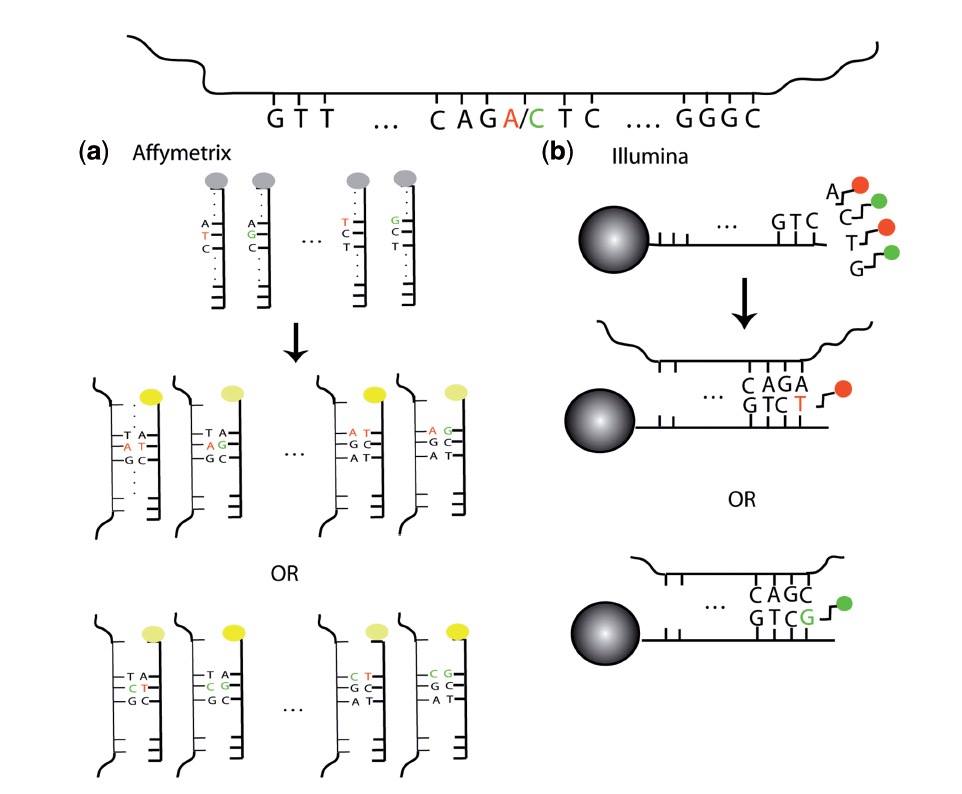 G T T ... C A G A/C T C .... G G G C
(a) Affymetrix
(b) Illumina
A A T G
T G ... C C
C C T T
... G T C
A
C
T
G
T A T A A T A G
A T A G ... G C G C
G C G C A T A T
... C A G A
G T C T
OR
OR
... C A G C
G T C G
T A T A C T C G
C T C G G C G C
G C G C ... A T A T